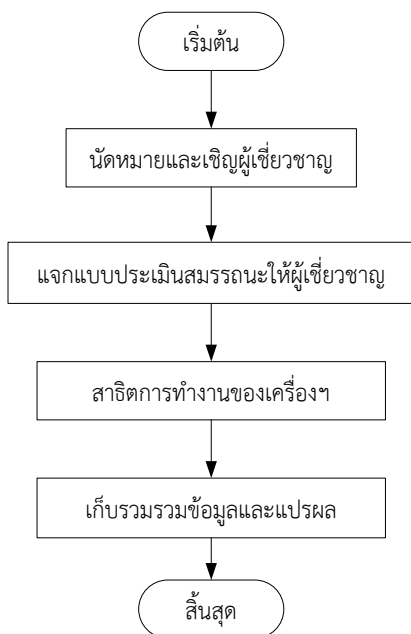 เริ่มต้น
นัดหมายและเชิญผู้เชี่ยวชาญ
แจกแบบประเมินสมรรถนะให้ผู้เชี่ยวชาญ
สาธิตการทำงานของเครื่องฯ
เก็บรวมรวมข้อมูลและแปรผล
สิ้นสุด